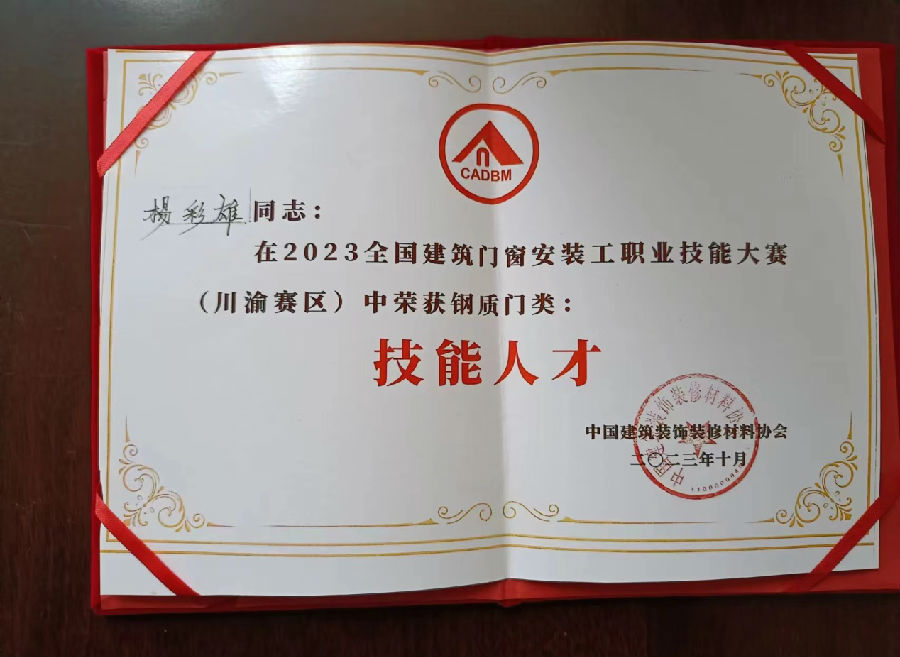 CADBM
楊彩雄同志：
在2023全国建筑门窗安装工职业技能大赛
（川渝赛区）中荣获钢质门类：
技能人才
中国建筑装饰装修材料协会
二〇二三年十月